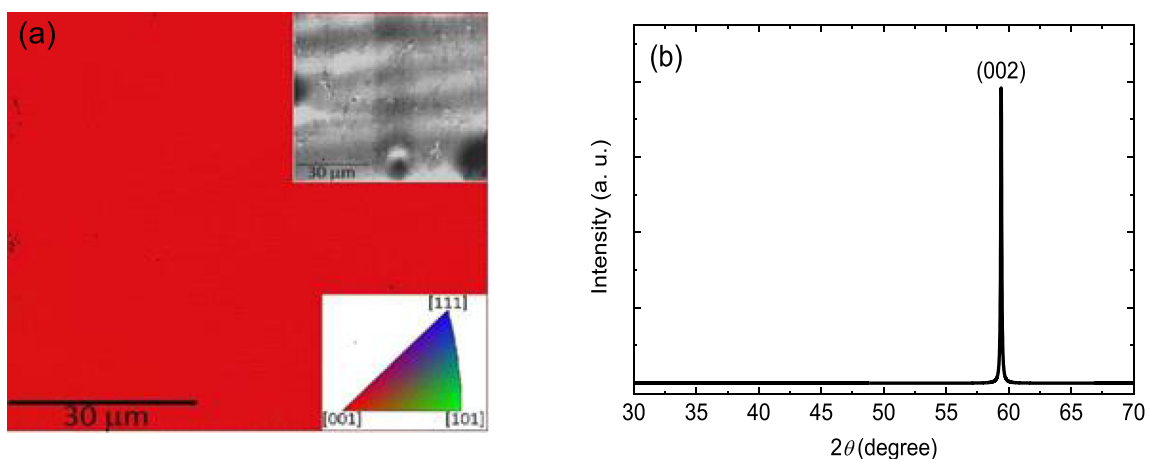 (a)
30 μm
[111]
[001]
[101]
30 μm
(b)
(002)
Intensity (a. u.)
30 35 40 45 50 55 60 65 70
2θ (degree)